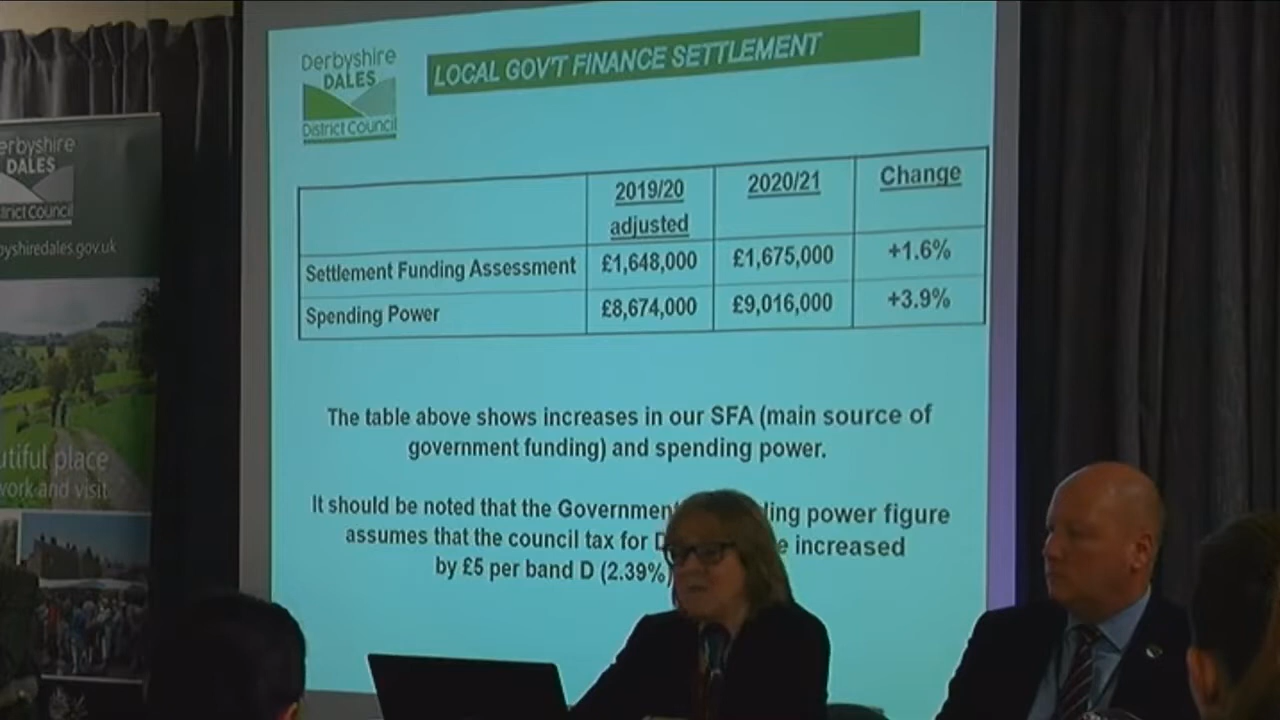 Derbyshire
DALES
District Council
LOCAL GOV'T FINANCE SETTLEMENT
2019/20 adjusted 2020/21 Change
Settlement Funding Assessment £1,648,000 £1,675,000 +1.6%
Spending Power £8,674,000 £9,016,000 +3.9%
The table above shows increases in our SFA (main source of
government funding) and spending power.
It should be noted that the Government ling power figure
assumes that the council tax for D e increased
by £5 per band D (2.39%)
erbyshire
DALES
trict Council
byshiredales.gov.uk
utiful place
work and visit